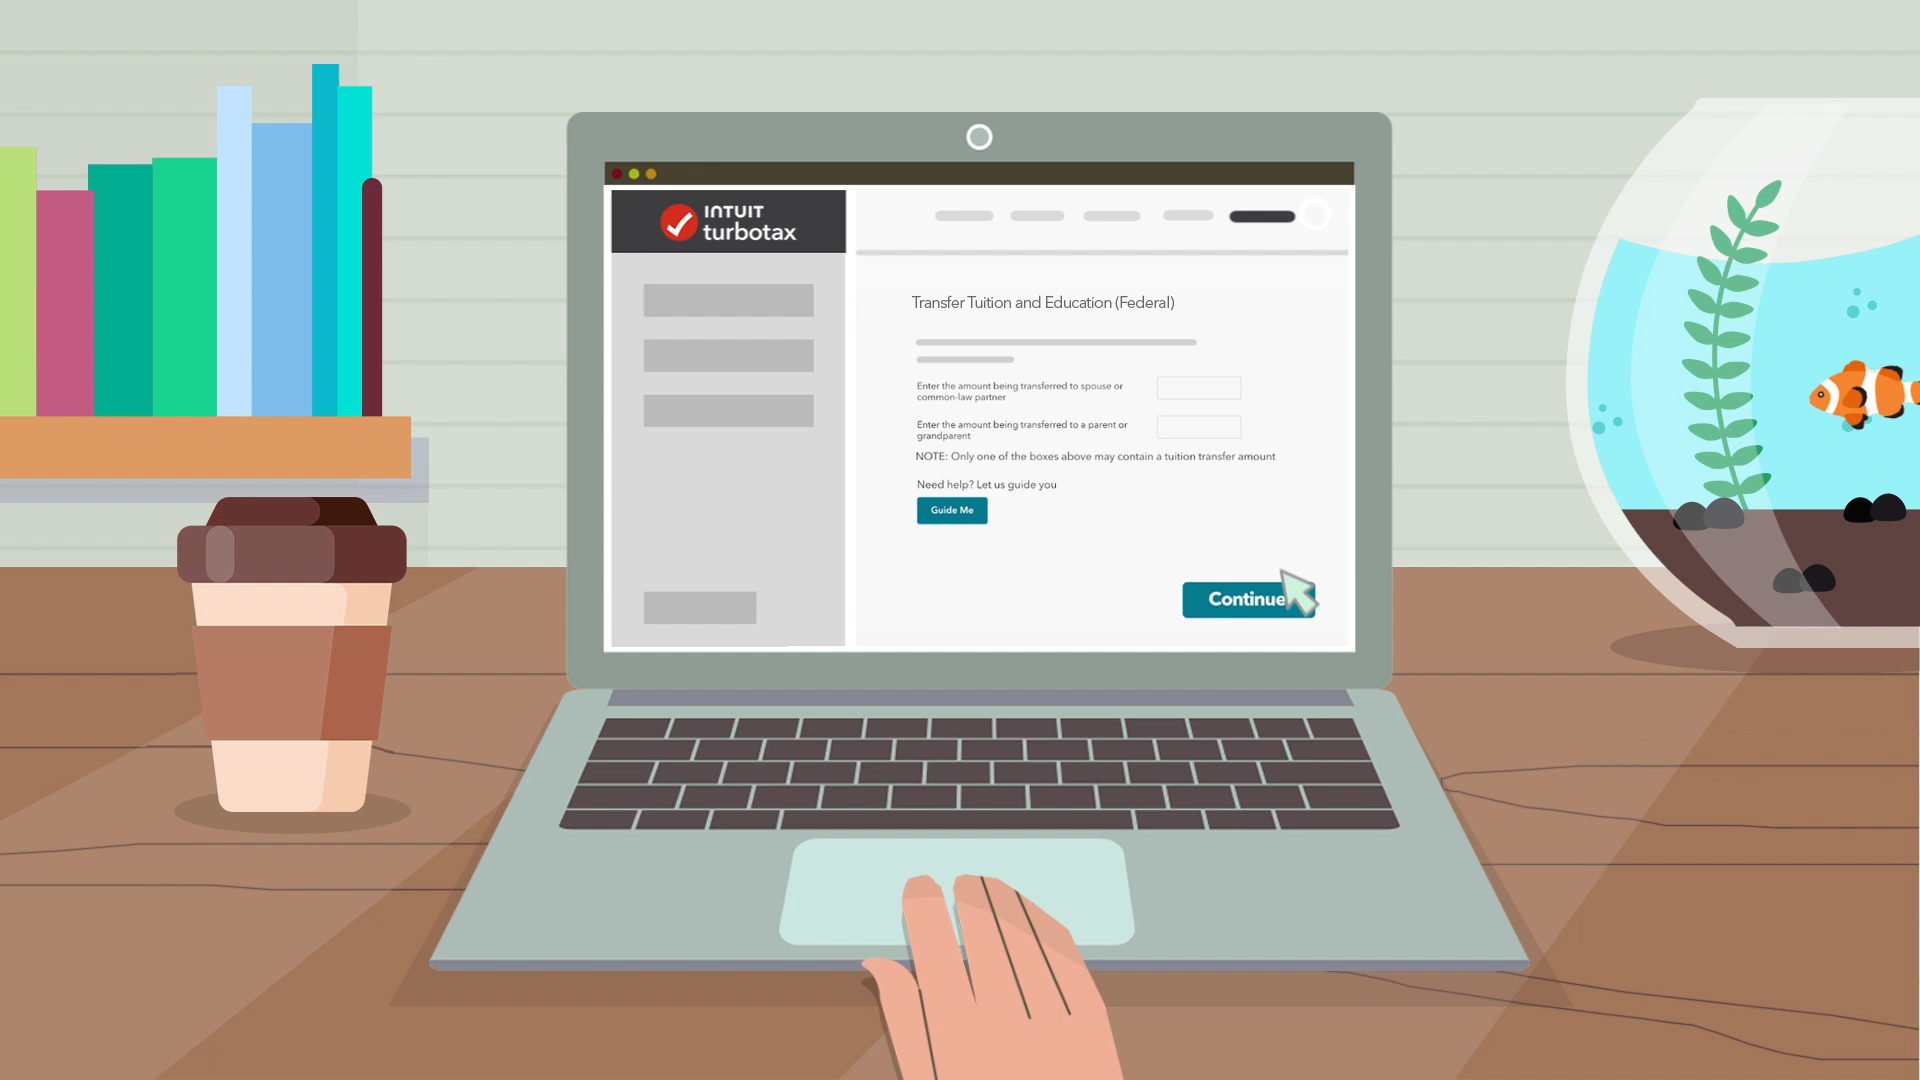 INTUIT
turbotax
Transfer Tuition and Education (Federal)
Enter the amount being transferred to spouse or
common-law partner
Enter the amount being transferred to a parent or
grandparent
NOTE: Only one of the boxes above may contain a tuition transfer amount
Need help? Let us guide you
Guide Me
Continue